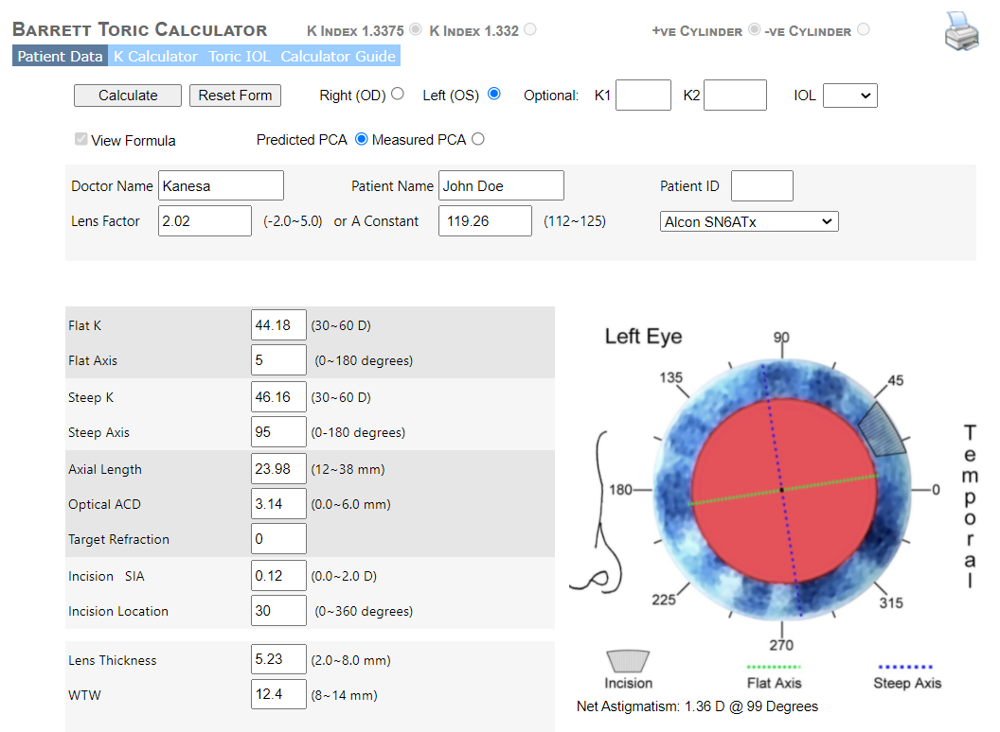 BARRETT TORIC CALCULATOR K INDEX 1.3375 K INDEX 1.332 +VE CYLINDER -VE CYLINDER
Patient Data K Calculator Toric IOL Calculator Guide
Calculate Reset Form Right (OD) Left (OS) Optional: K1 K2 IOL
View Formula Predicted PCA Measured PCA
Doctor Name Kanesa Patient Name John Doe Patient ID
Lens Factor 2.02 (-2.0~5.0) or A Constant 119.26 (112~125) Alcon SN6ATx
Flat K 44.18 (30~60 D)
Flat Axis 5 (0~180 degrees)
Steep K 46.16 (30~60 D)
Steep Axis 95 (0-180 degrees)
Axial Length 23.98 (12~38 mm)
Optical ACD 3.14 (0.0~6.0 mm)
Target Refraction 0
Incision SIA 0.12 (0.0~2.0 D)
Incision Location 30 (0~360 degrees)
Lens Thickness 5.23 (2.0~8.0 mm)
WTW 12.4 (8~14 mm)
Left Eye
90
135
45
180
0
225
315
270
Temporal
Incision Flat Axis Steep Axis
Net Astigmatism: 1.36 D @ 99 Degrees